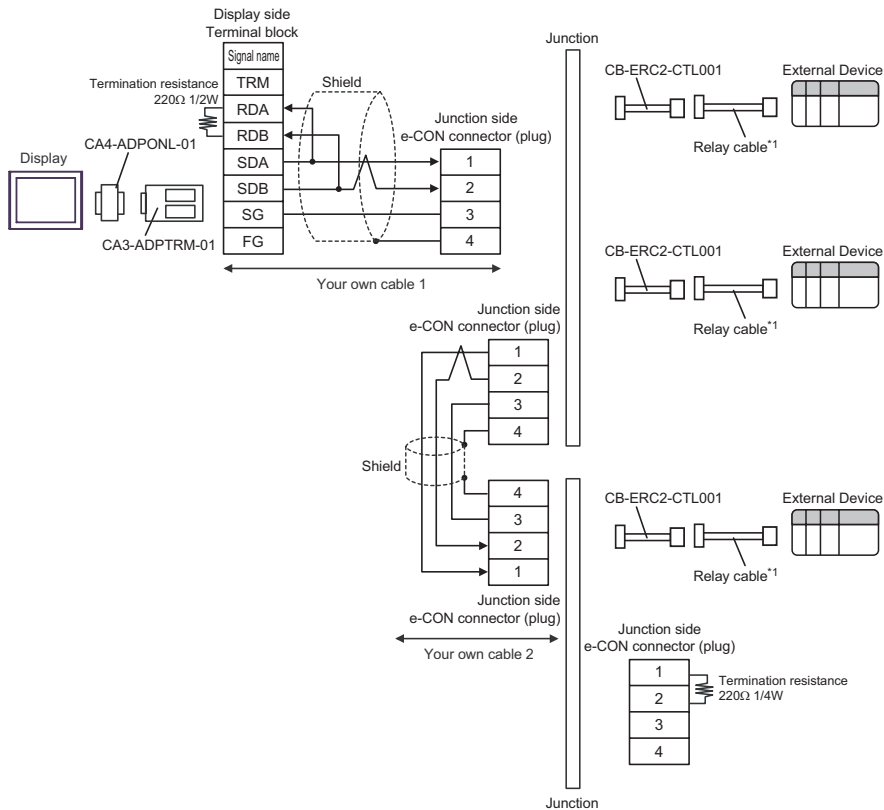 Display side
Terminal block
Signal name
TRM
RDA
RDB
SDA
SDB
SG
FG
Termination resistance
220Ω 1/2W
Shield
Display
CA4-ADPONL-01
CA3-ADPTRM-01
Junction side
e-CON connector (plug)
1
2
3
4
Your own cable 1
Junction
CB-ERC2-CTL001
External Device
Relay cable*1
CB-ERC2-CTL001
External Device
Relay cable*1
Junction side
e-CON connector (plug)
1
2
3
4
Shield
4
3
2
1
Junction side
e-CON connector (plug)
Your own cable 2
CB-ERC2-CTL001
External Device
Relay cable*1
Junction side
e-CON connector (plug)
1
2
3
4
Termination resistance
220Ω 1/4W
Junction